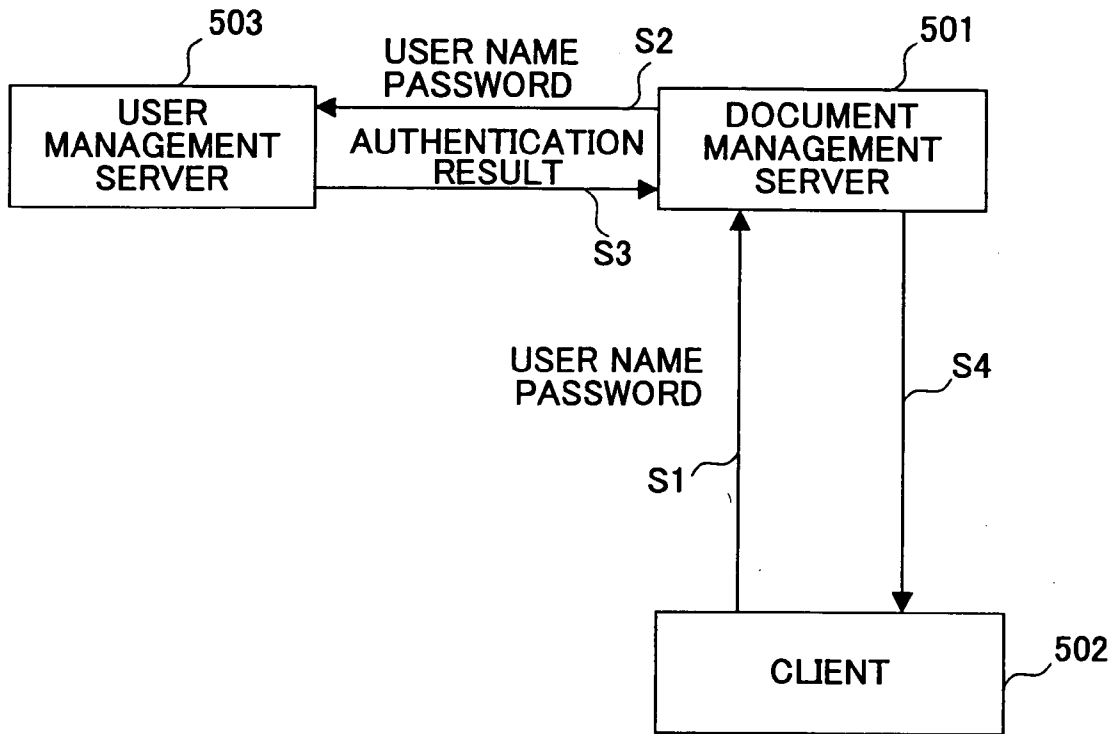 503
USER
MANAGEMENT
SERVER
USER NAME
PASSWORD
S2
AUTHENTICATION
RESULT
S3
501
DOCUMENT
MANAGEMENT
SERVER
USER NAME
PASSWORD
S1
S4
CLIENT
502